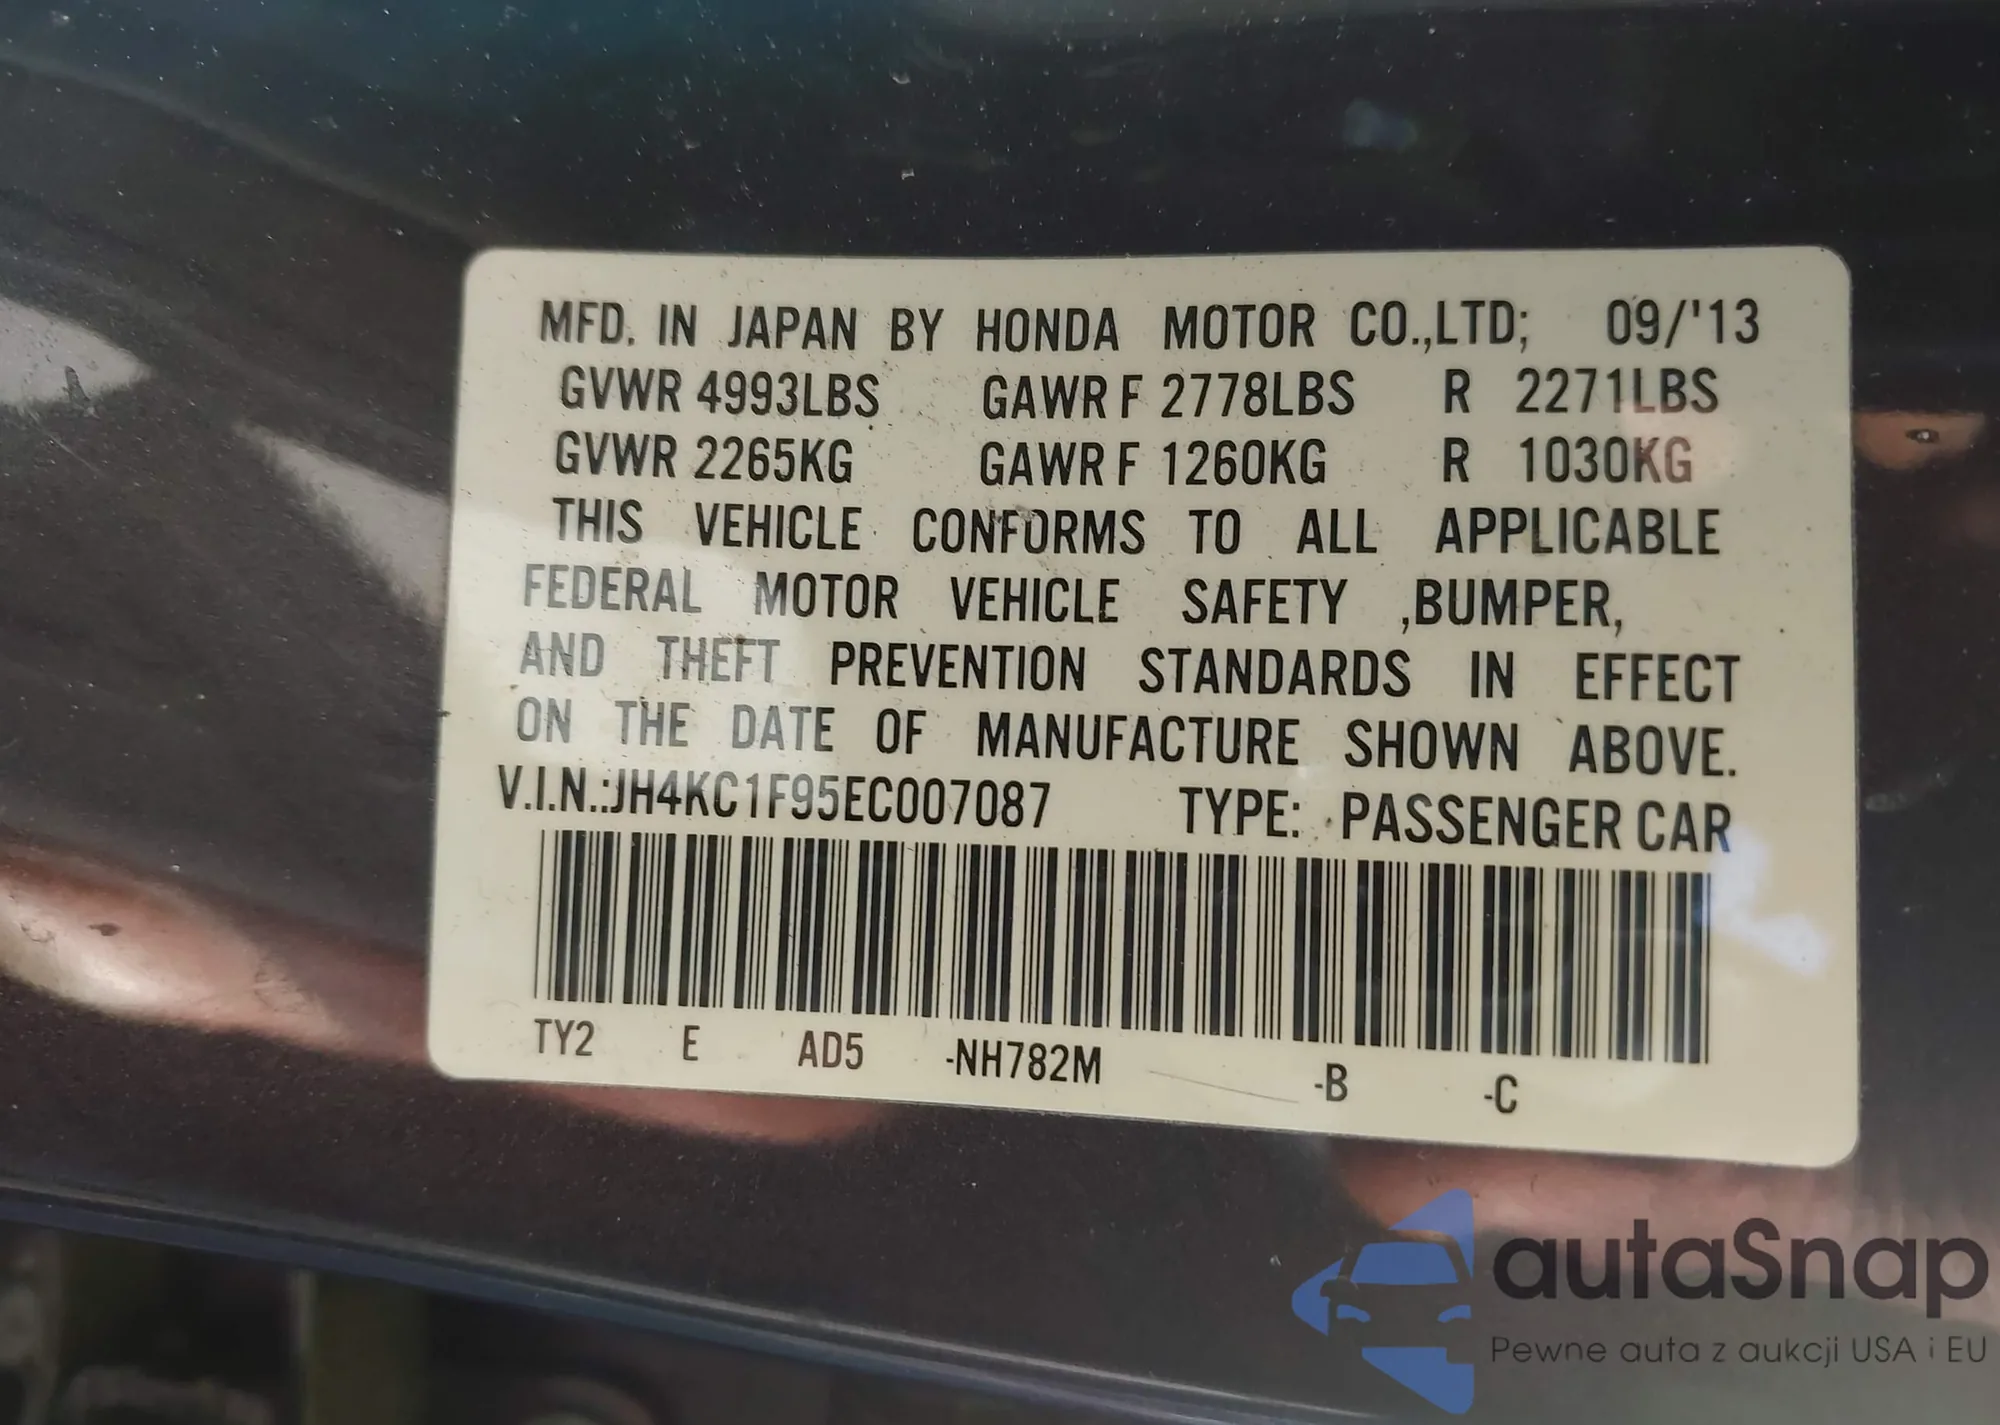 MFD. IN JAPAN BY HONDA MOTOR CO.,LTD; 09/'13
GVWR 4993LBS GAWR F 2778LBS R 2271LBS
GVWR 2265KG GAWR F 1260KG R 1030KG
THIS VEHICLE CONFORMS TO ALL APPLICABLE
FEDERAL MOTOR VEHICLE SAFETY ,BUMPER,
AND THEFT PREVENTION STANDARDS IN EFFECT
ON THE DATE OF MANUFACTURE SHOWN ABOVE.
V.I.N.:JH4KC1F95EC007087 TYPE: PASSENGER CAR
TY2 E AD5 -NH782M -B -C
autaSnap
Pewne auta z aukcji USA i EU